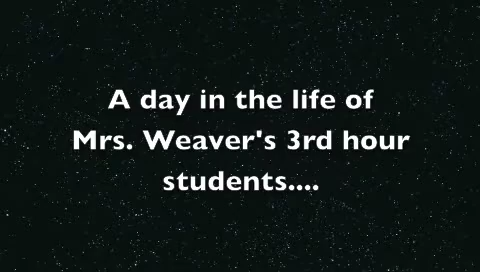 A day in the life of
Mrs. Weaver's 3rd hour
students....